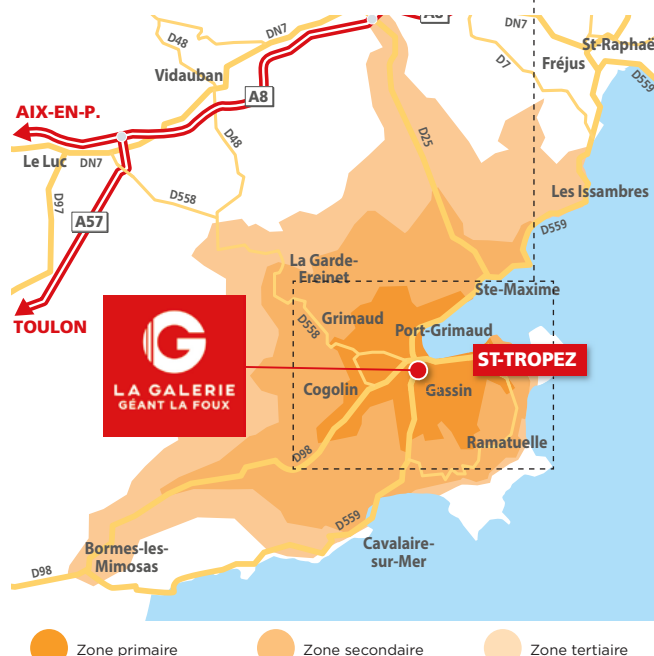 A8
DN7
DN7
St-Raphaë
D48
D7
Fréjus
D559
Vidauban
A8
AIX-EN-P.
D25
D48
Le Luc
DN7
D97
D558
Les Issambres
A57
D559
La Garde-
Freinet
Ste-Maxime
TOULON
D558
Grimaud
Port-Grimaud
G
ST-TROPEZ
LA GALERIE
GÉANT LA FOUX
Cogolin
Gassin
Ramatuelle
D98
D559
Bormes-les-
Mimosas
Cavalaire-
sur-Mer
D98
Zone primaire
Zone secondaire
Zone tertiaire